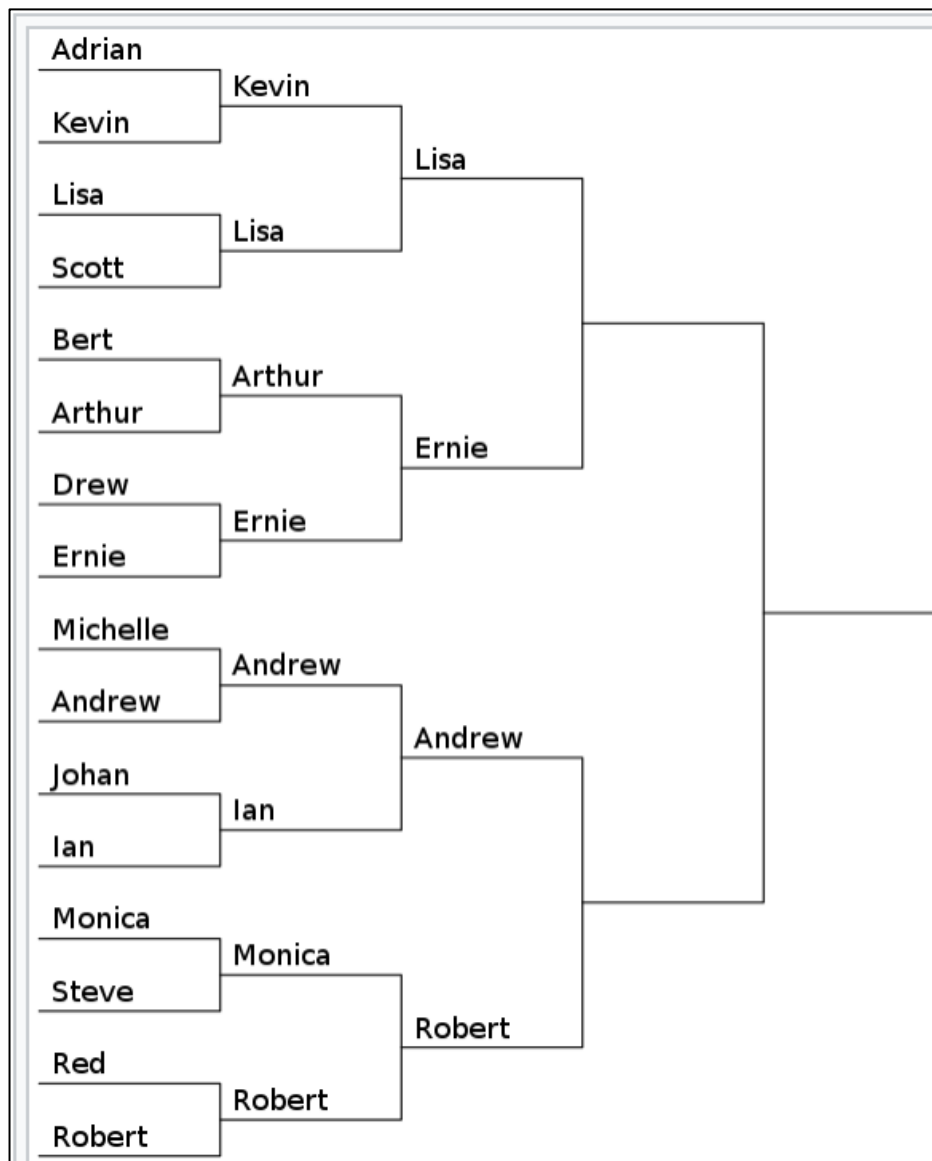 Adrian
Kevin
Kevin
Lisa
Lisa
Lisa
Scott
Bert
Arthur
Arthur
Ernie
Drew
Ernie
Ernie
Michelle
Andrew
Andrew
Andrew
Johan
Ian
Ian
Monica
Monica
Steve
Robert
Red
Robert
Robert